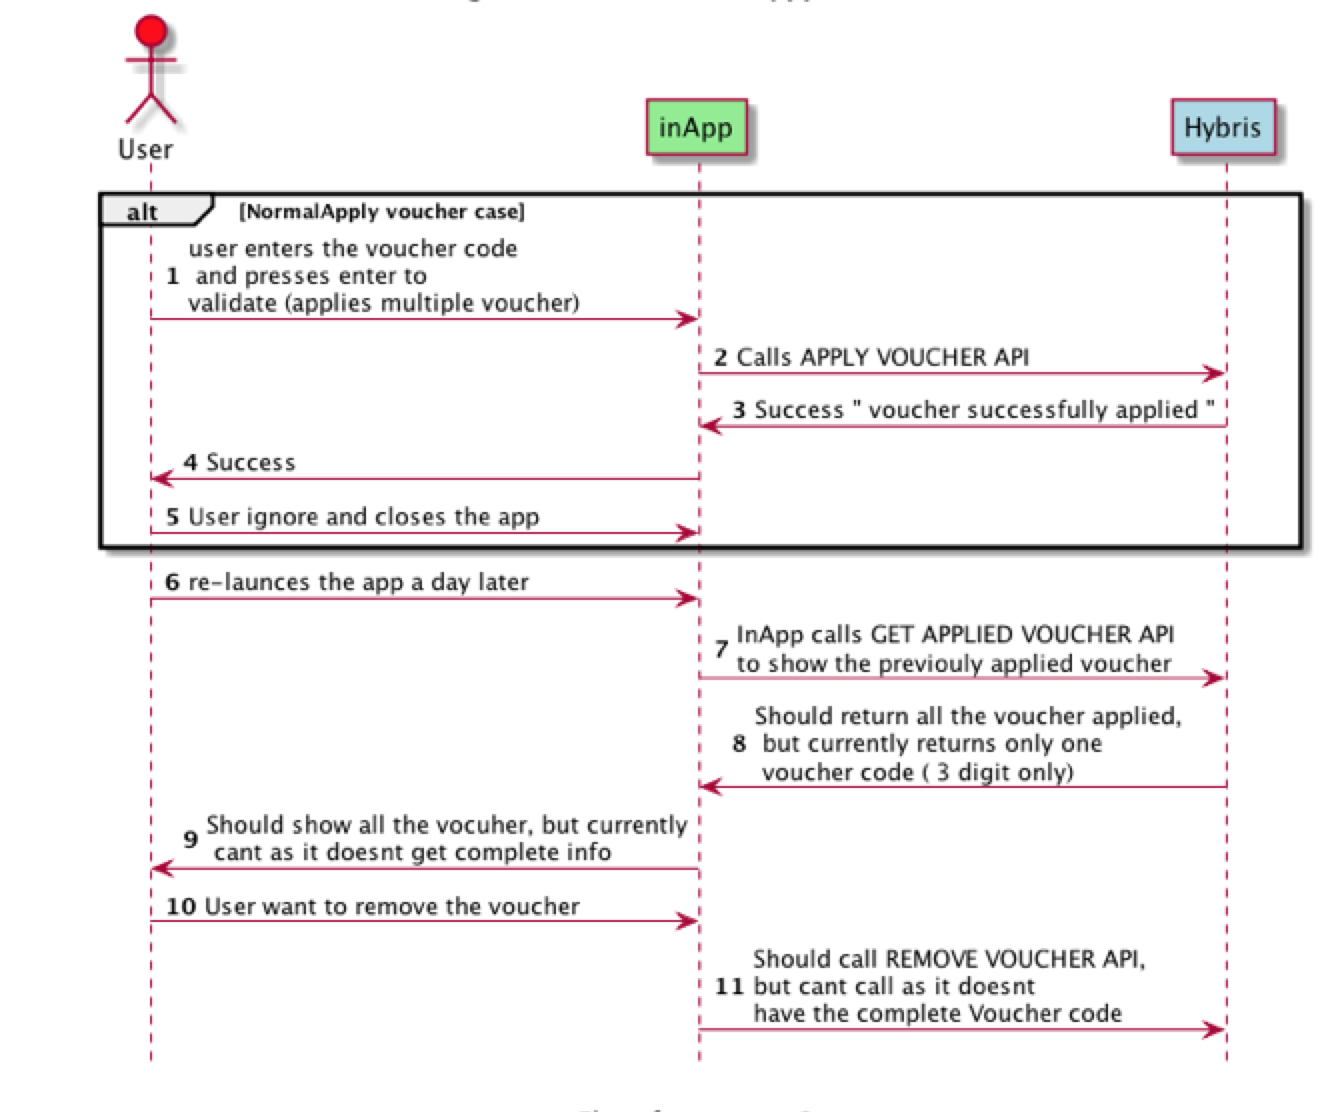 User
inApp
Hybris
alt
[NormalApply voucher case]
user enters the voucher code
1 and presses enter to
validate (applies multiple voucher)
2 Calls APPLY VOUCHER API
3 Success " voucher successfully applied "
4 Success
5 User ignore and closes the app
6 re-launces the app a day later
InApp calls GET APPLIED VOUCHER API
7
to show the previouly applied voucher
Should return all the voucher applied,
8 but currently returns only one
voucher code ( 3 digit only)
Should show all the vocuher, but currently
9
cant as it doesnt get complete info
10 User want to remove the voucher
Should call REMOVE VOUCHER API,
11 but cant call as it doesnt
have the complete Voucher code